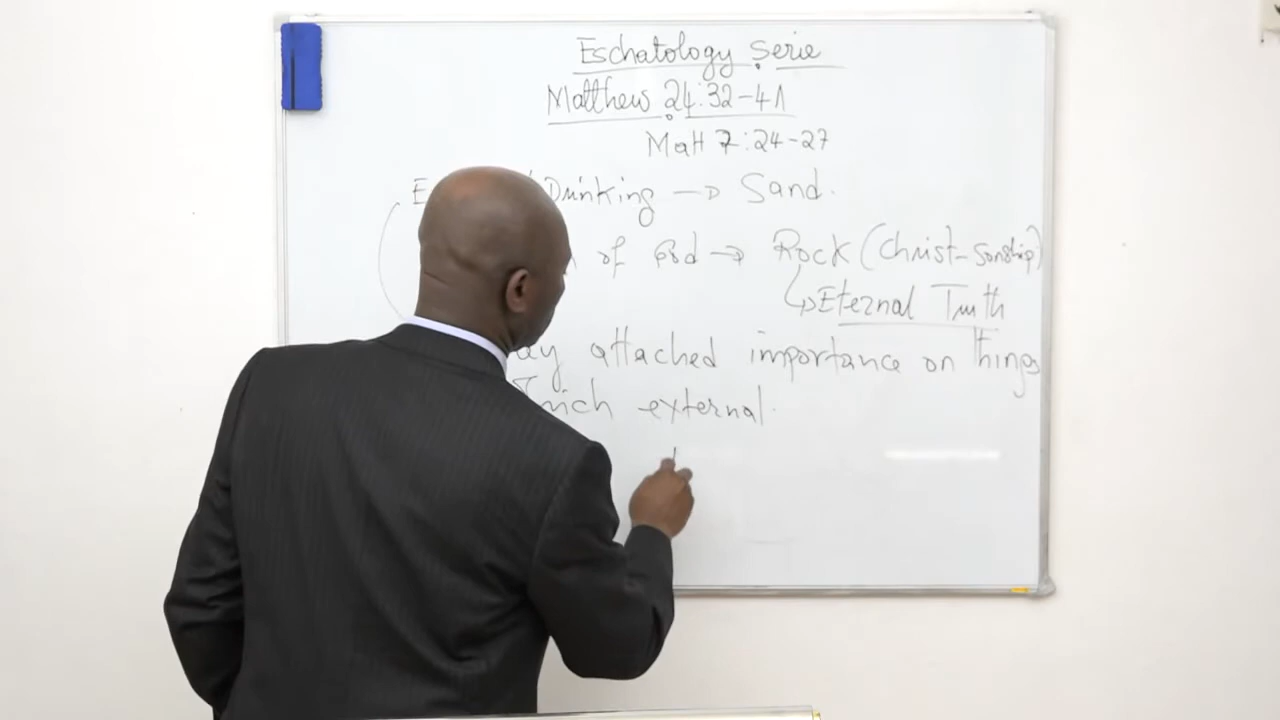 Eschatology Serie
Matthew 24:32-41
Matt 7:24-27
Drinking → Sand.
of God → Rock (Christ-sonship)
↳ Eternal Truth
attached importance on things
external.